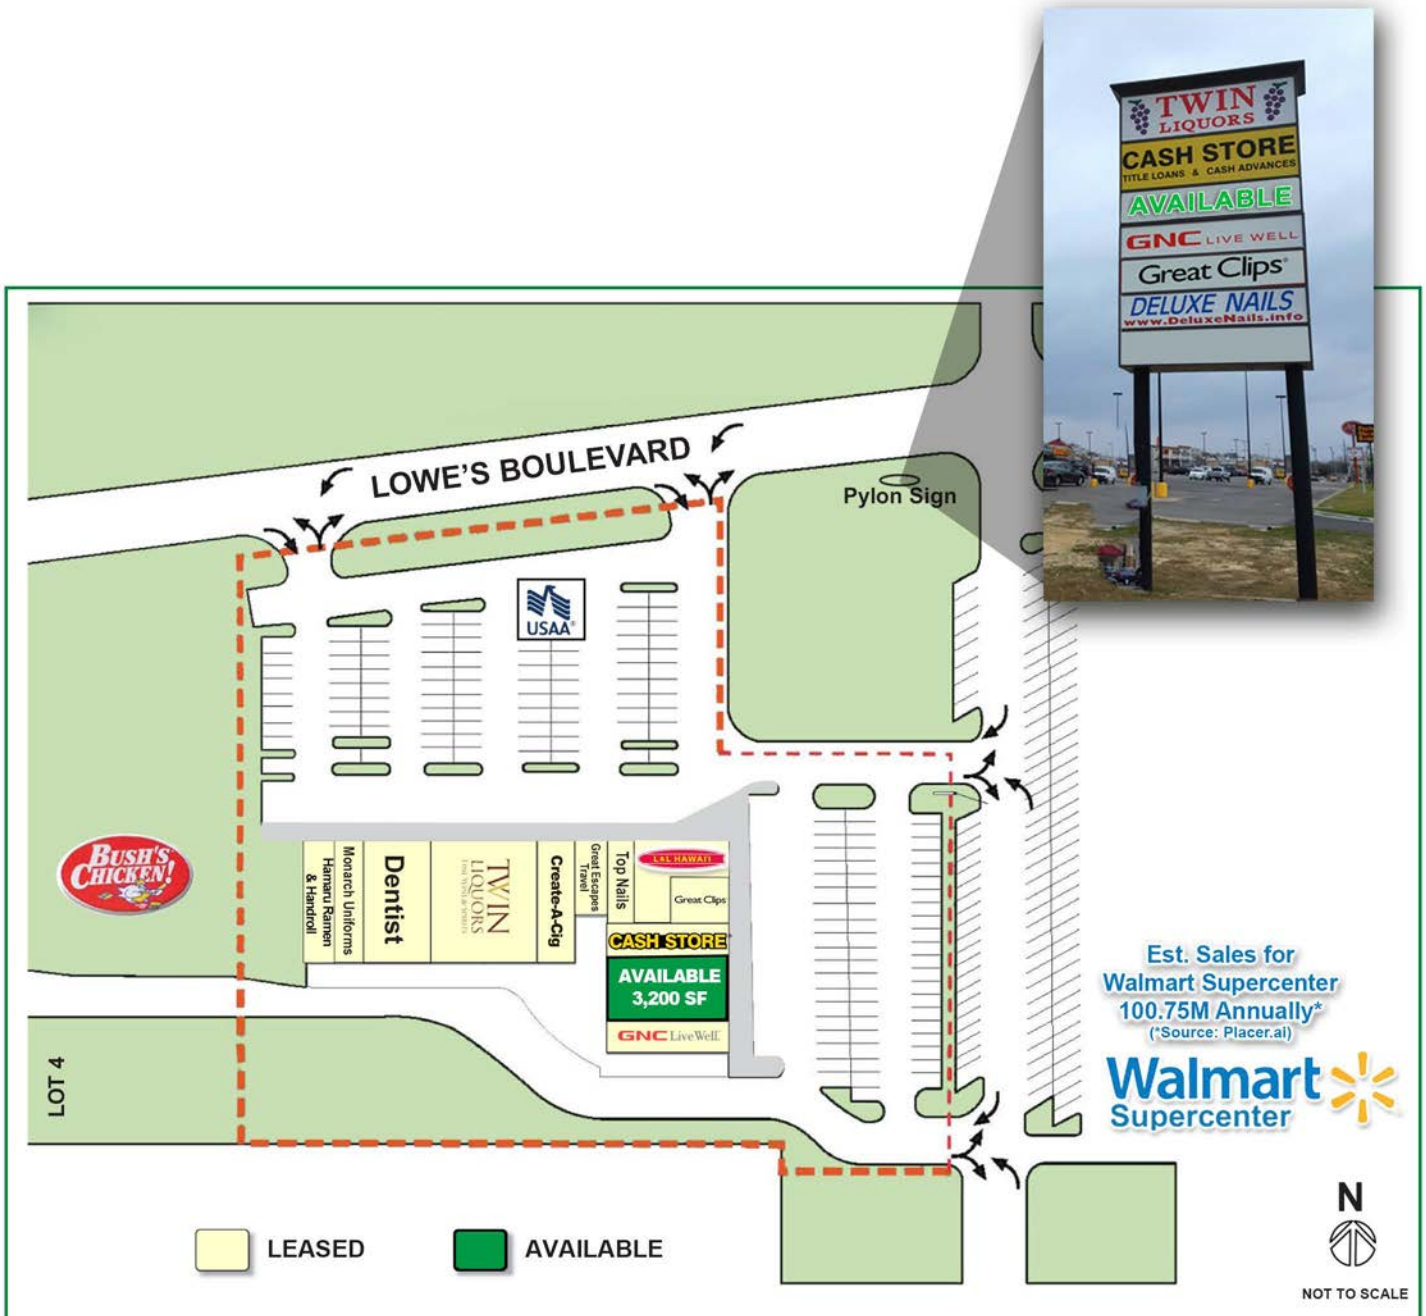 TWIN
LIQUORS
CASH STORE
TITLE LOANS & CASH ADVANCES
AVAILABLE
GNC LIVE WELL
Great Clips®
DELUXE NAILS
www.DeluxeNails.info
LOWE'S BOULEVARD
Pylon Sign
USAA®
BUSH'S
CHICKEN!
Hamaru Ramen
& Handroll
Monarch Uniforms
Dentist
TWIN
LIQUORS
FINE WINE & SPIRITS
Create-A-Cig
Great Escapes
Travel
Top Nails
L&L HAWAII
Great Clips
CASH STORE
AVAILABLE
3,200 SF
GNC LiveWell
LOT 4
Est. Sales for
Walmart Supercenter
100.75M Annually*
(*Source: Placer.ai)
Walmart
Supercenter
LEASED
AVAILABLE
N
NOT TO SCALE